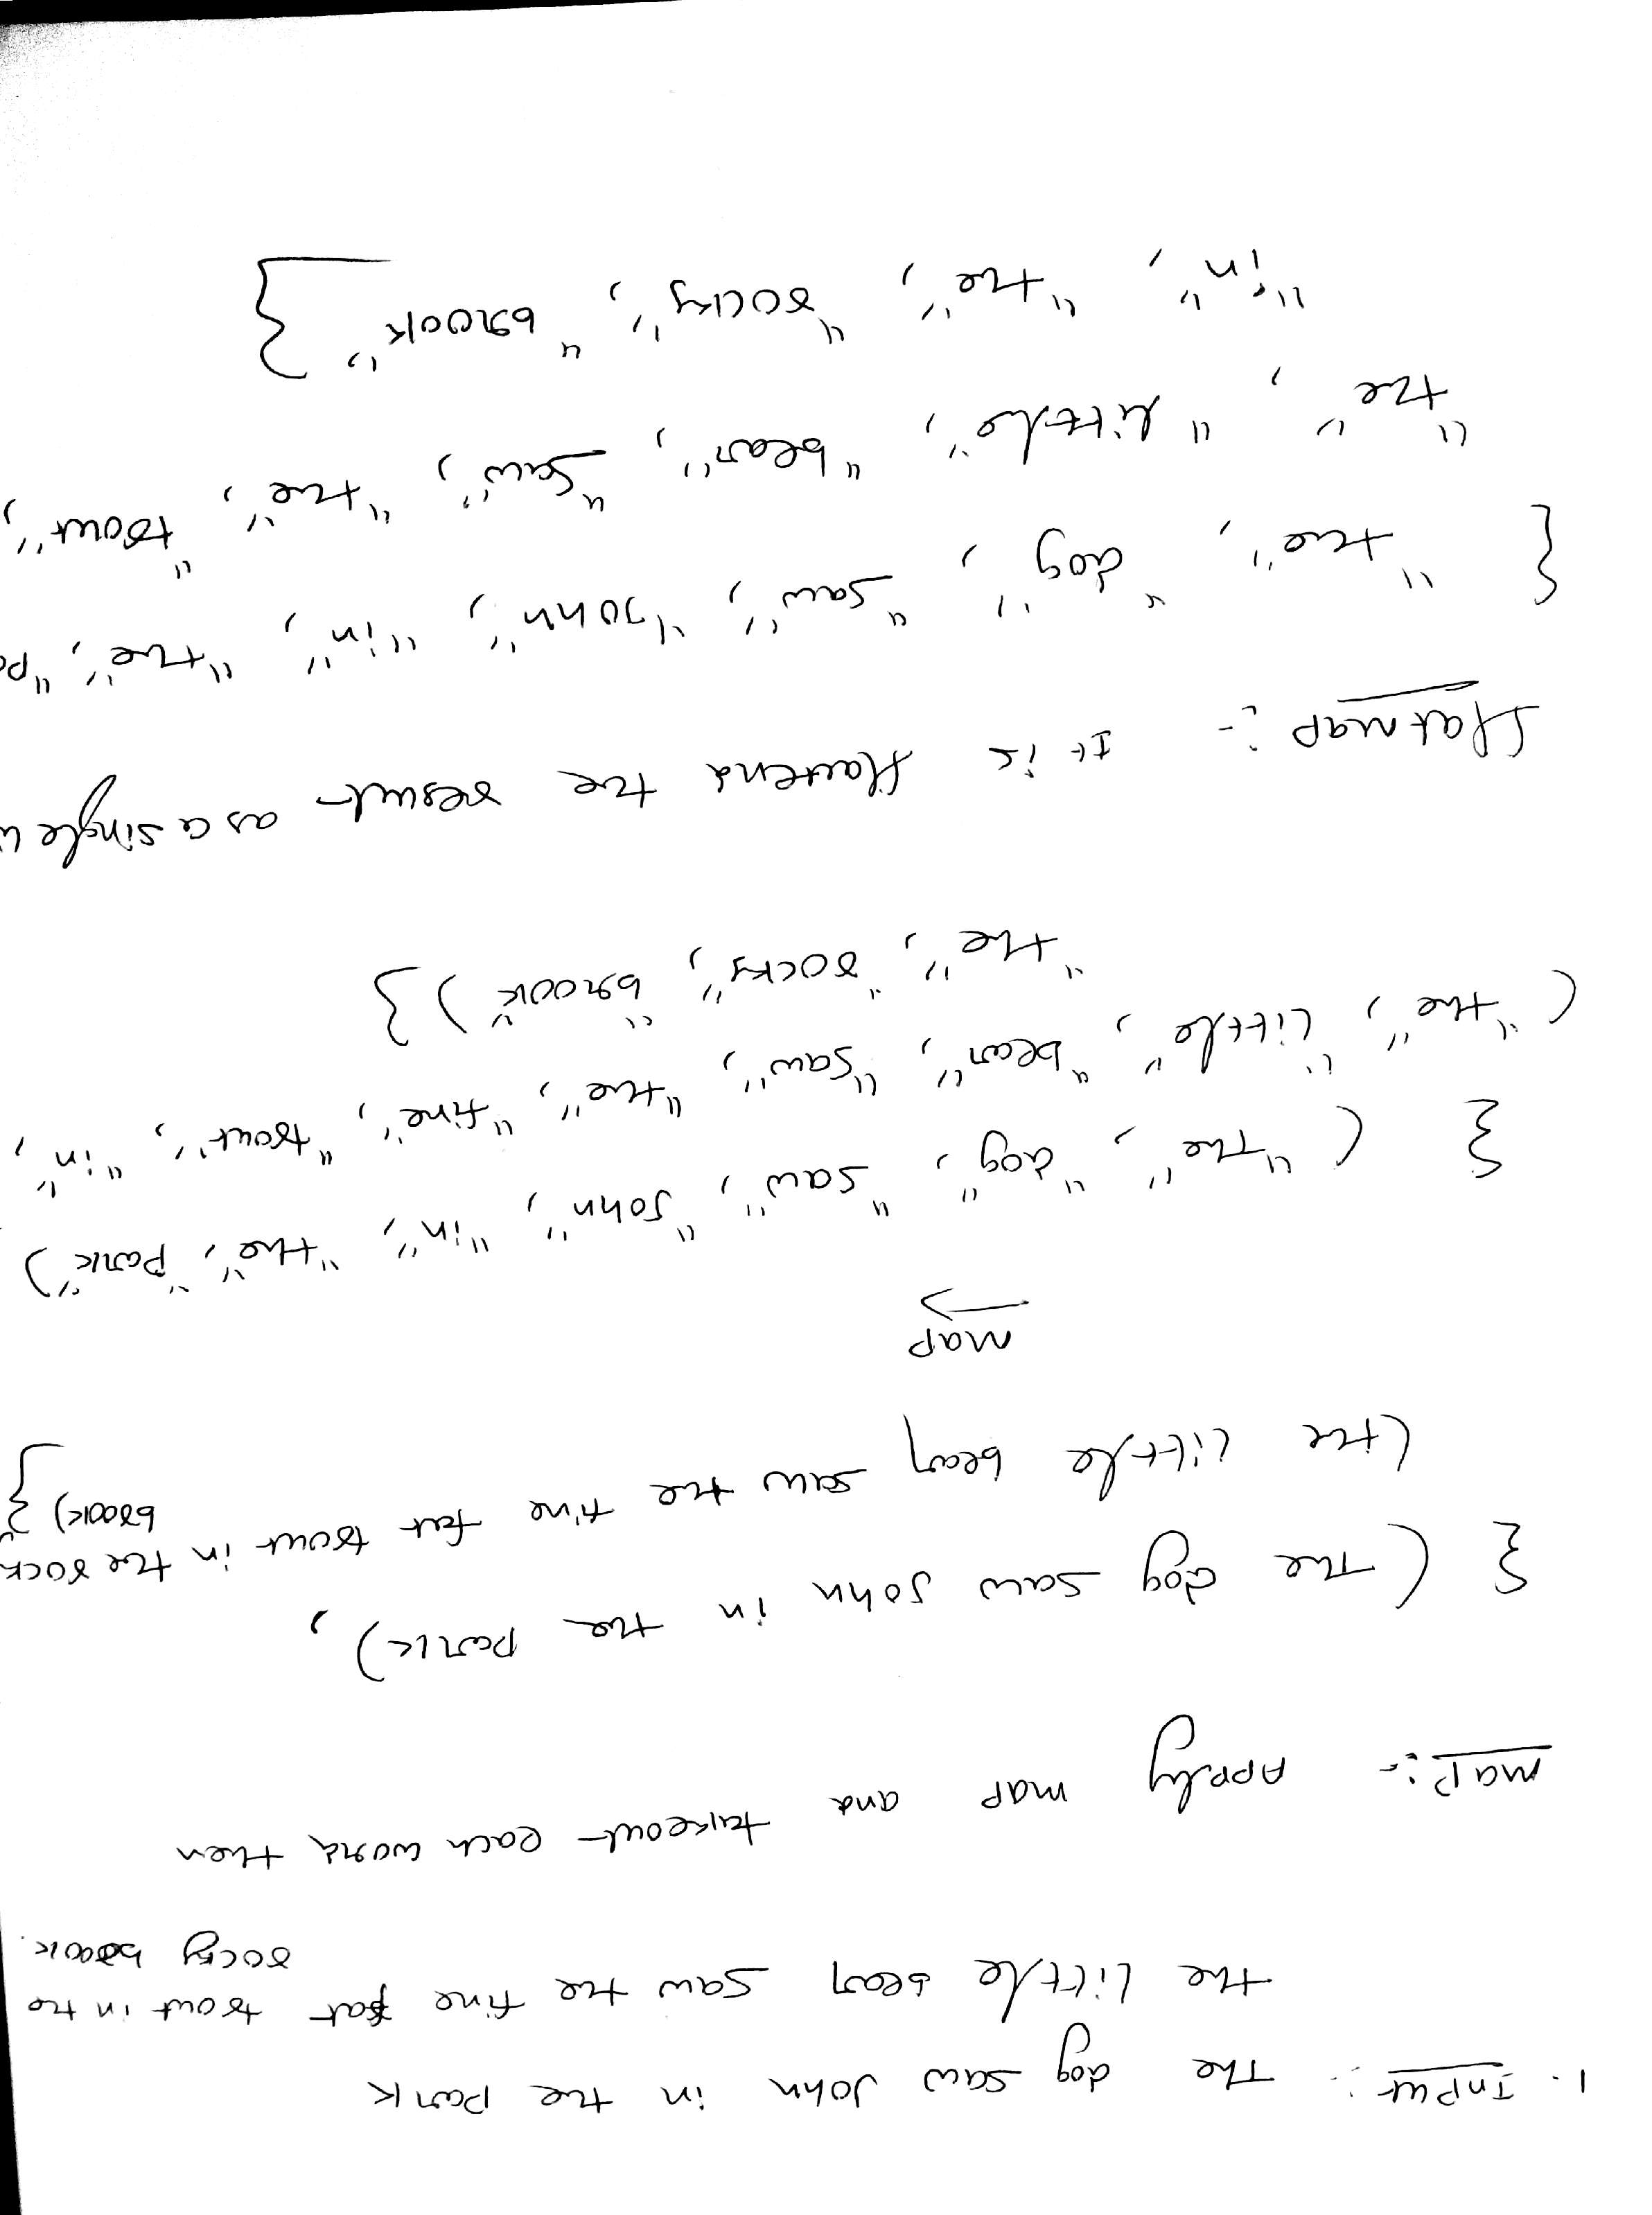 1. Input :- The dog saw John in the Park
the little bear saw the fine fat trout in the
rocky brook.
map :- Apply map and takeout each word then
{ (The dog saw john in the Park),
(the little bear saw the fine fat trout in the rock
brook) }
map
{ ("The", "dog", "saw", "John", "in", "the", "Park")
("the", "little", "bear", "saw", "the", "fine", "trout", "in",
"the", "rocky", "brook") }
flatmap :- It is flattend the result as a single
{ "the", "dog", "saw", "John", "in", "the", "Pa
"the", "little", "bear", "saw", "the", "trout",
"in", "the", "rocky", "brook" }